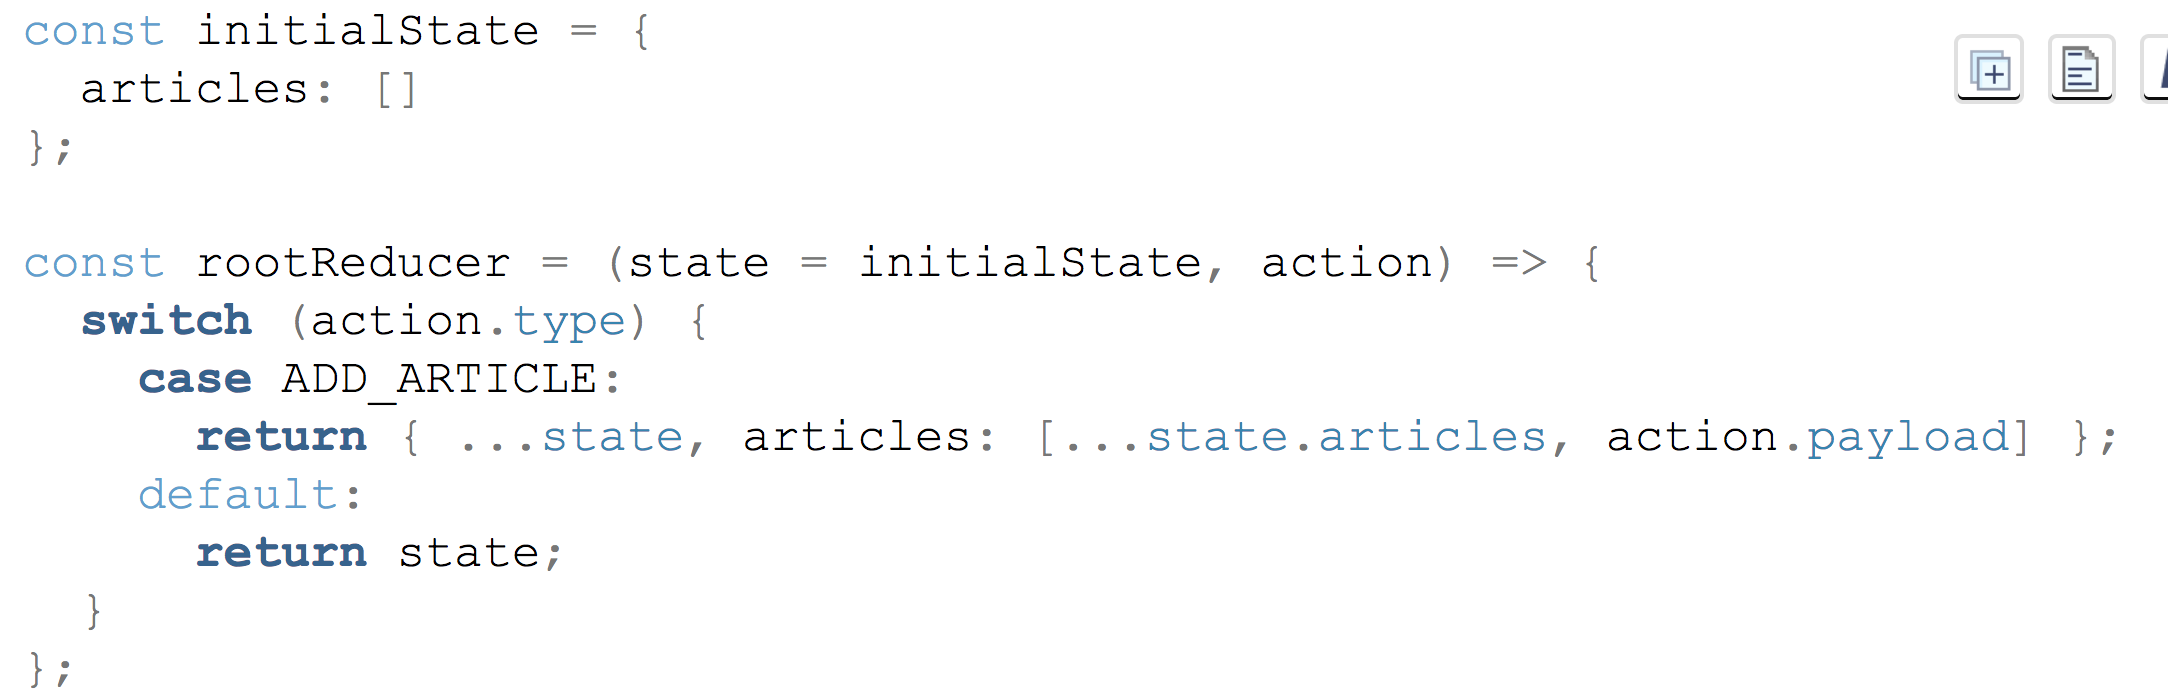 const initialState = {
  articles: []
};

const rootReducer = (state = initialState, action) => {
  switch (action.type) {
    case ADD_ARTICLE:
      return { ...state, articles: [...state.articles, action.payload] };
    default:
      return state;
  }
};